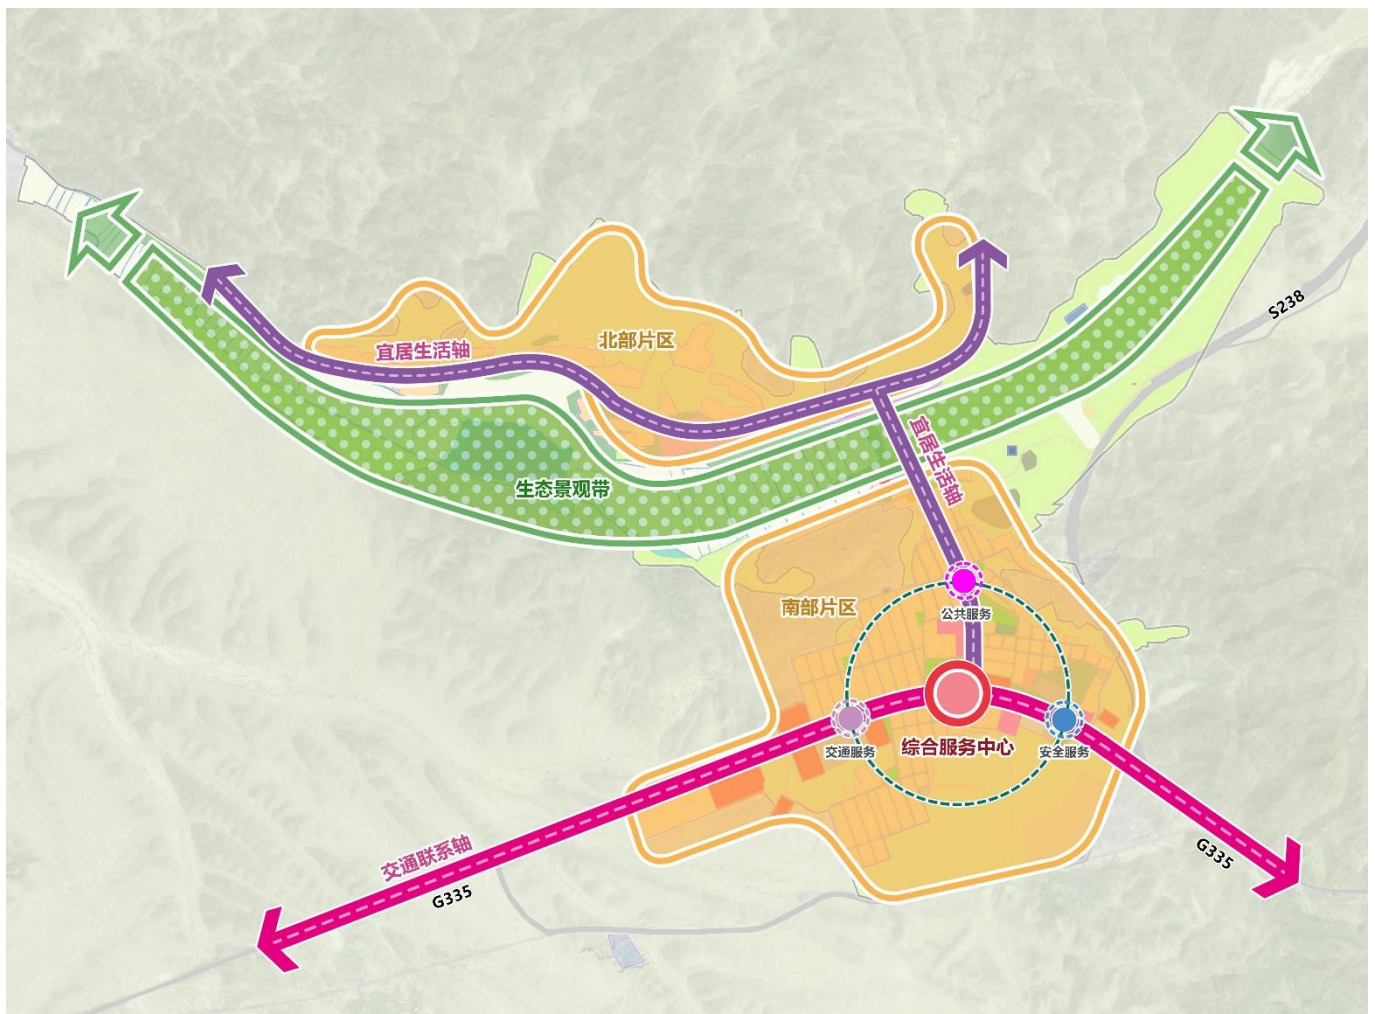 S238
北部片区
宜居生活轴
宜居生活轴
生态景观带
南部片区
公共服务
综合服务中心
交通服务
安全服务
交通联系轴
G335
G335